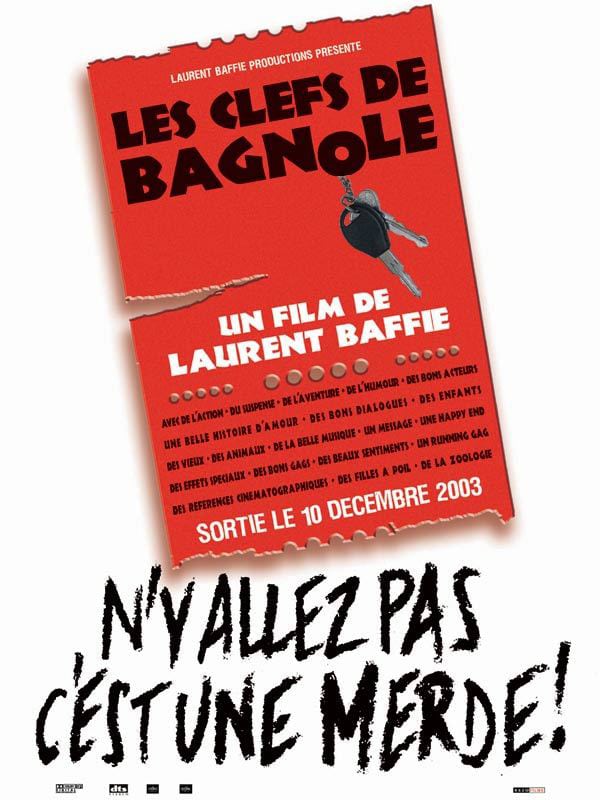 LAURENT BAFFIE PRODUCTIONS PRESENTE
LES CLEFS DE
BAGNOLE
UN FILM DE
LAURENT BAFFIE
AVEC DE L'ACTION • DU SUSPENSE • DE L'AVENTURE • DE L'HUMOUR • DES BONS ACTEURS
UNE BELLE HISTOIRE D'AMOUR • DES BONS DIALOGUES • DES ENFANTS
DES VIEUX • DES ANIMAUX • DE LA BELLE MUSIQUE • UN MESSAGE • UNE HAPPY END
DES EFFETS SPECIAUX • DES BONS GAGS • DES BEAUX SENTIMENTS • UN RUNNING GAG
DES REFERENCES CINEMATOGRAPHIQUES • DES FILLES A POIL • DE LA ZOOLOGIE
SORTIE LE 10 DECEMBRE 2003
N'Y ALLEZ PAS
C'EST UNE MERDE!
dts